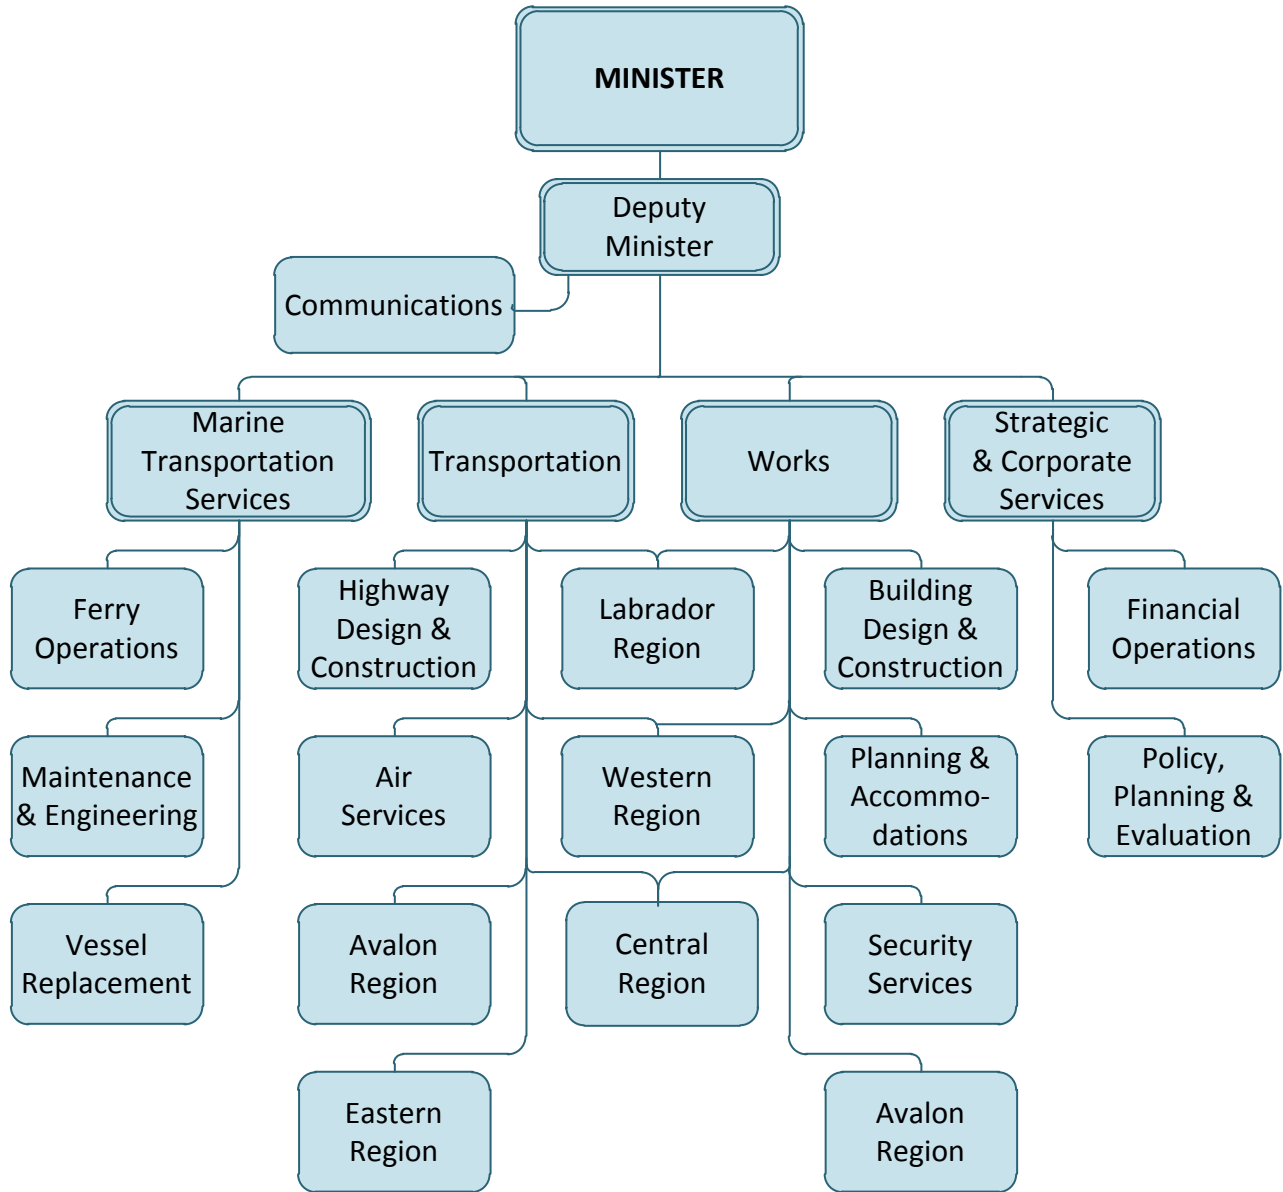 MINISTER
Deputy
Minister
Communications
Marine
Transportation
Services
Transportation
Works
Strategic
& Corporate
Services
Ferry
Operations
Highway
Design &
Construction
Labrador
Region
Building
Design &
Construction
Financial
Operations
Maintenance
& Engineering
Air
Services
Western
Region
Planning &
Accommo-
dations
Policy,
Planning &
Evaluation
Vessel
Replacement
Avalon
Region
Central
Region
Security
Services
Eastern
Region
Avalon
Region